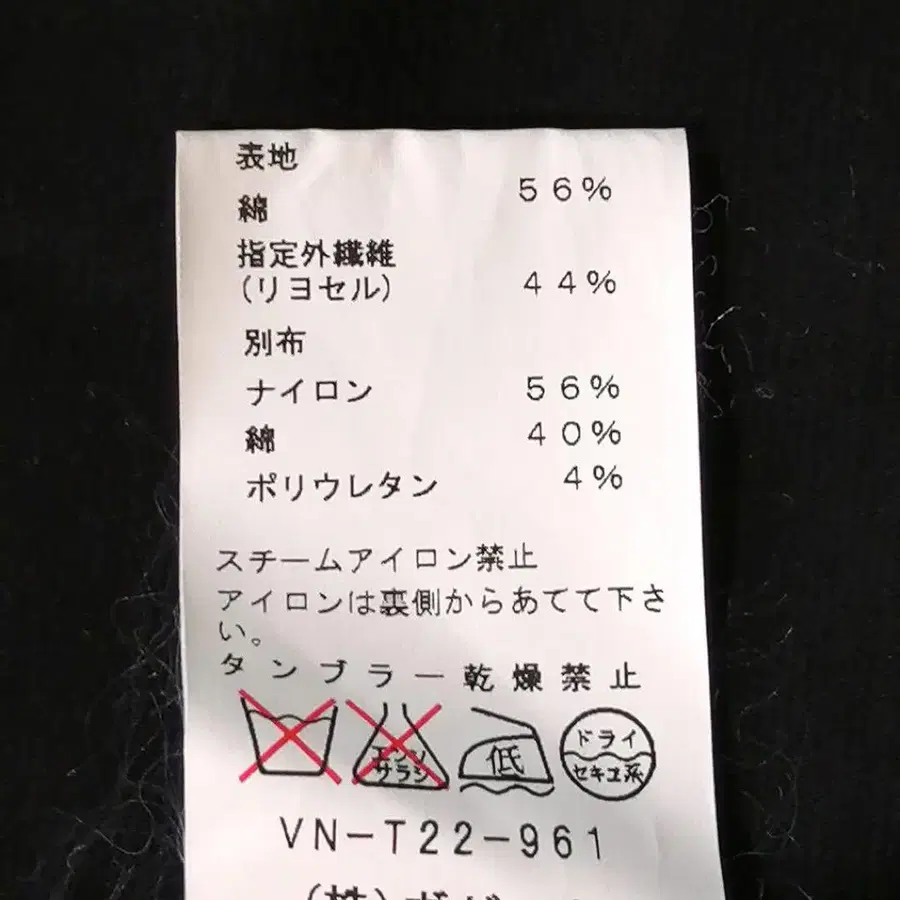 表地
綿 56%
指定外繊維
(リヨセル) 44%
別布
ナイロン 56%
綿 40%
ポリウレタン 4%
スチームアイロン禁止
アイロンは裏側からあてて下さ
い。
タンブラー乾燥禁止
エンソ
サラシ
低
ドライ
セキユ系
VN-T22-961
(株)